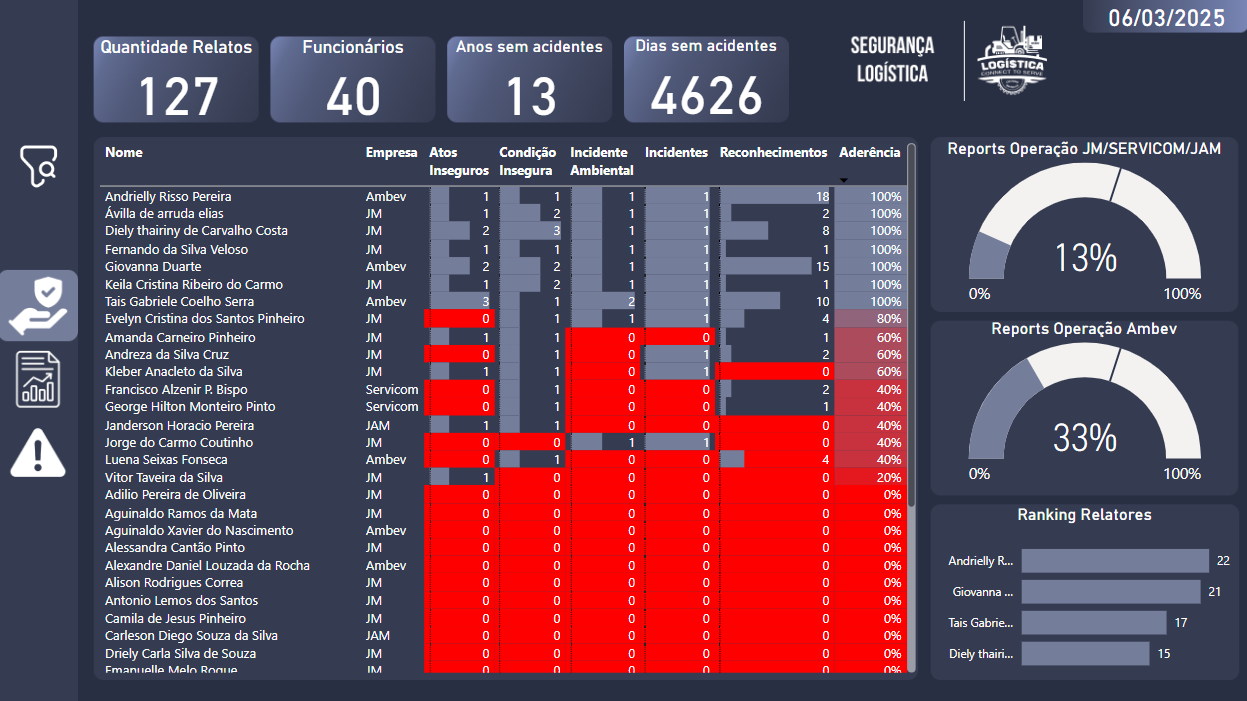 06/03/2025
Quantidade Relatos
127
Funcionários
40
Anos sem acidentes
13
Dias sem acidentes
4626
SEGURANÇA
LOGÍSTICA
LOGÍSTICA
CONNECT TO SERVE
Nome Empresa Atos Inseguros Condição Insegura Incidente Ambiental Incidentes Reconhecimentos Aderência
Andrielly Risso Pereira Ambev 1 1 1 1 18 100%
Ávilla de arruda elias JM 1 2 1 1 2 100%
Diely thairiny de Carvalho Costa JM 2 3 1 1 8 100%
Fernando da Silva Veloso JM 1 1 1 1 1 100%
Giovanna Duarte Ambev 2 2 1 1 15 100%
Keila Cristina Ribeiro do Carmo JM 1 2 1 1 1 100%
Tais Gabriele Coelho Serra Ambev 3 1 2 1 10 100%
Evelyn Cristina dos Santos Pinheiro JM 0 1 1 1 4 80%
Amanda Carneiro Pinheiro JM 1 1 0 0 1 60%
Andreza da Silva Cruz JM 0 1 0 1 2 60%
Kleber Anacleto da Silva JM 1 1 0 1 0 60%
Francisco Alzenir P. Bispo Servicom 0 1 0 0 2 40%
George Hilton Monteiro Pinto Servicom 0 1 0 0 1 40%
Janderson Horacio Pereira JAM 1 1 0 0 0 40%
Jorge do Carmo Coutinho JM 0 0 1 1 0 40%
Luena Seixas Fonseca Ambev 0 1 0 0 4 40%
Vitor Taveira da Silva JM 1 0 0 0 0 20%
Adilio Pereira de Oliveira JM 0 0 0 0 0 0%
Aguinaldo Ramos da Mata JM 0 0 0 0 0 0%
Aguinaldo Xavier do Nascimento Ambev 0 0 0 0 0 0%
Alessandra Cantão Pinto JM 0 0 0 0 0 0%
Alexandre Daniel Louzada da Rocha Ambev 0 0 0 0 0 0%
Alison Rodrigues Correa JM 0 0 0 0 0 0%
Antonio Lemos dos Santos JM 0 0 0 0 0 0%
Camila de Jesus Pinheiro JM 0 0 0 0 0 0%
Carleson Diego Souza da Silva JAM 0 0 0 0 0 0%
Driely Carla Silva de Souza JM 0 0 0 0 0 0%
Emanuelle Melo Roque JM 0 0 0 0 0 0%
Reports Operação JM/SERVICOM/JAM
13%
0% 100%
Reports Operação Ambev
33%
0% 100%
Ranking Relatores
Andrielly R... 22
Giovanna ... 21
Tais Gabrie... 17
Diely thairi... 15